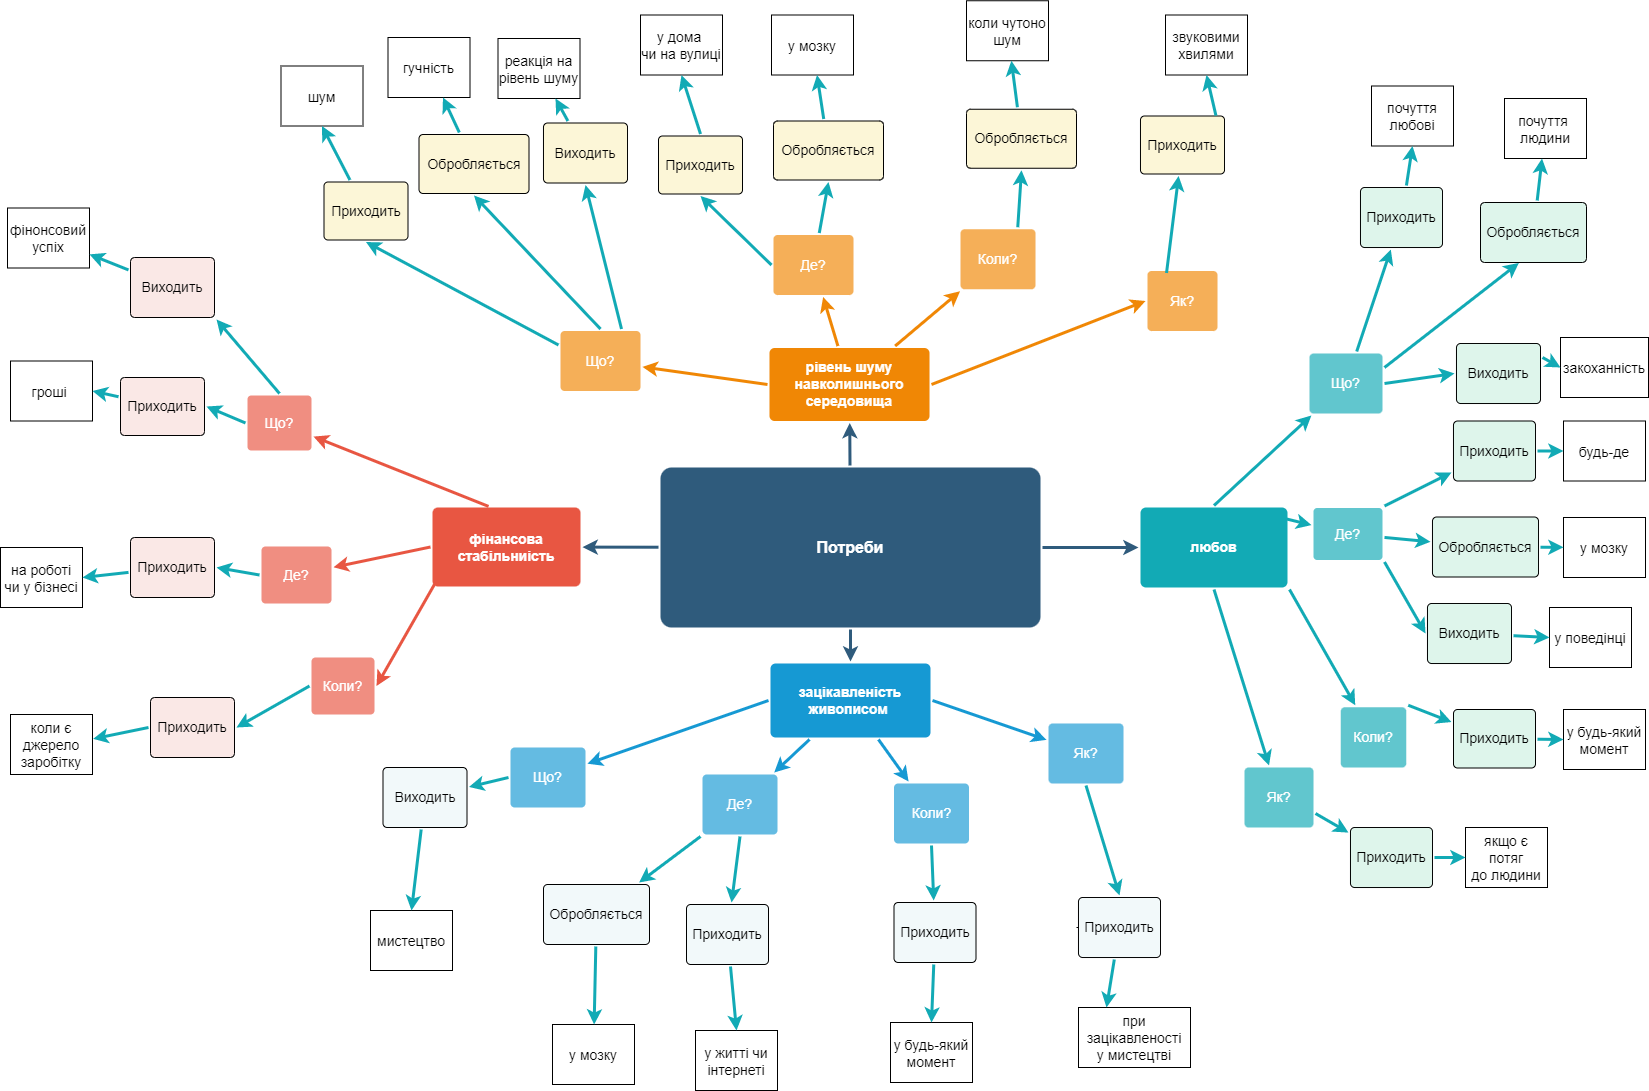 коли чутоно
шум
у дома
чи на вулиці
у мозку
звуковими
хвилями
гучність
реакція на
рівень шуму
шум
почуття
любові
почуття
людини
Приходить
Обробляється
Виходить
Приходить
Обробляється
Обробляється
Приходить
Приходить
Обробляється
фінонсовий
успіх
Виходить
Де?
Коли?
Як?
Що?
рівень шуму
навколишнього
середовища
Що?
Виходить
закоханність
гроші
Приходить
Що?
Приходить
будь-де
фінансова
стабільниість
Потреби
любов
Де?
Обробляється
у мозку
на роботі
чи у бізнесі
Приходить
Де?
Виходить
у поведінці
Коли?
Приходить
коли є
джерело
заробітку
зацікавленість
живописом
Коли?
Приходить
у будь-який
момент
Виходить
Що?
Де?
Коли?
Як?
Як?
Приходить
якщо є
потяг
до людини
мистецтво
Обробляється
Приходить
Приходить
Приходить
у мозку
у житті чи
інтернеті
у будь-який
момент
при
зацікавленості
у мистецтві